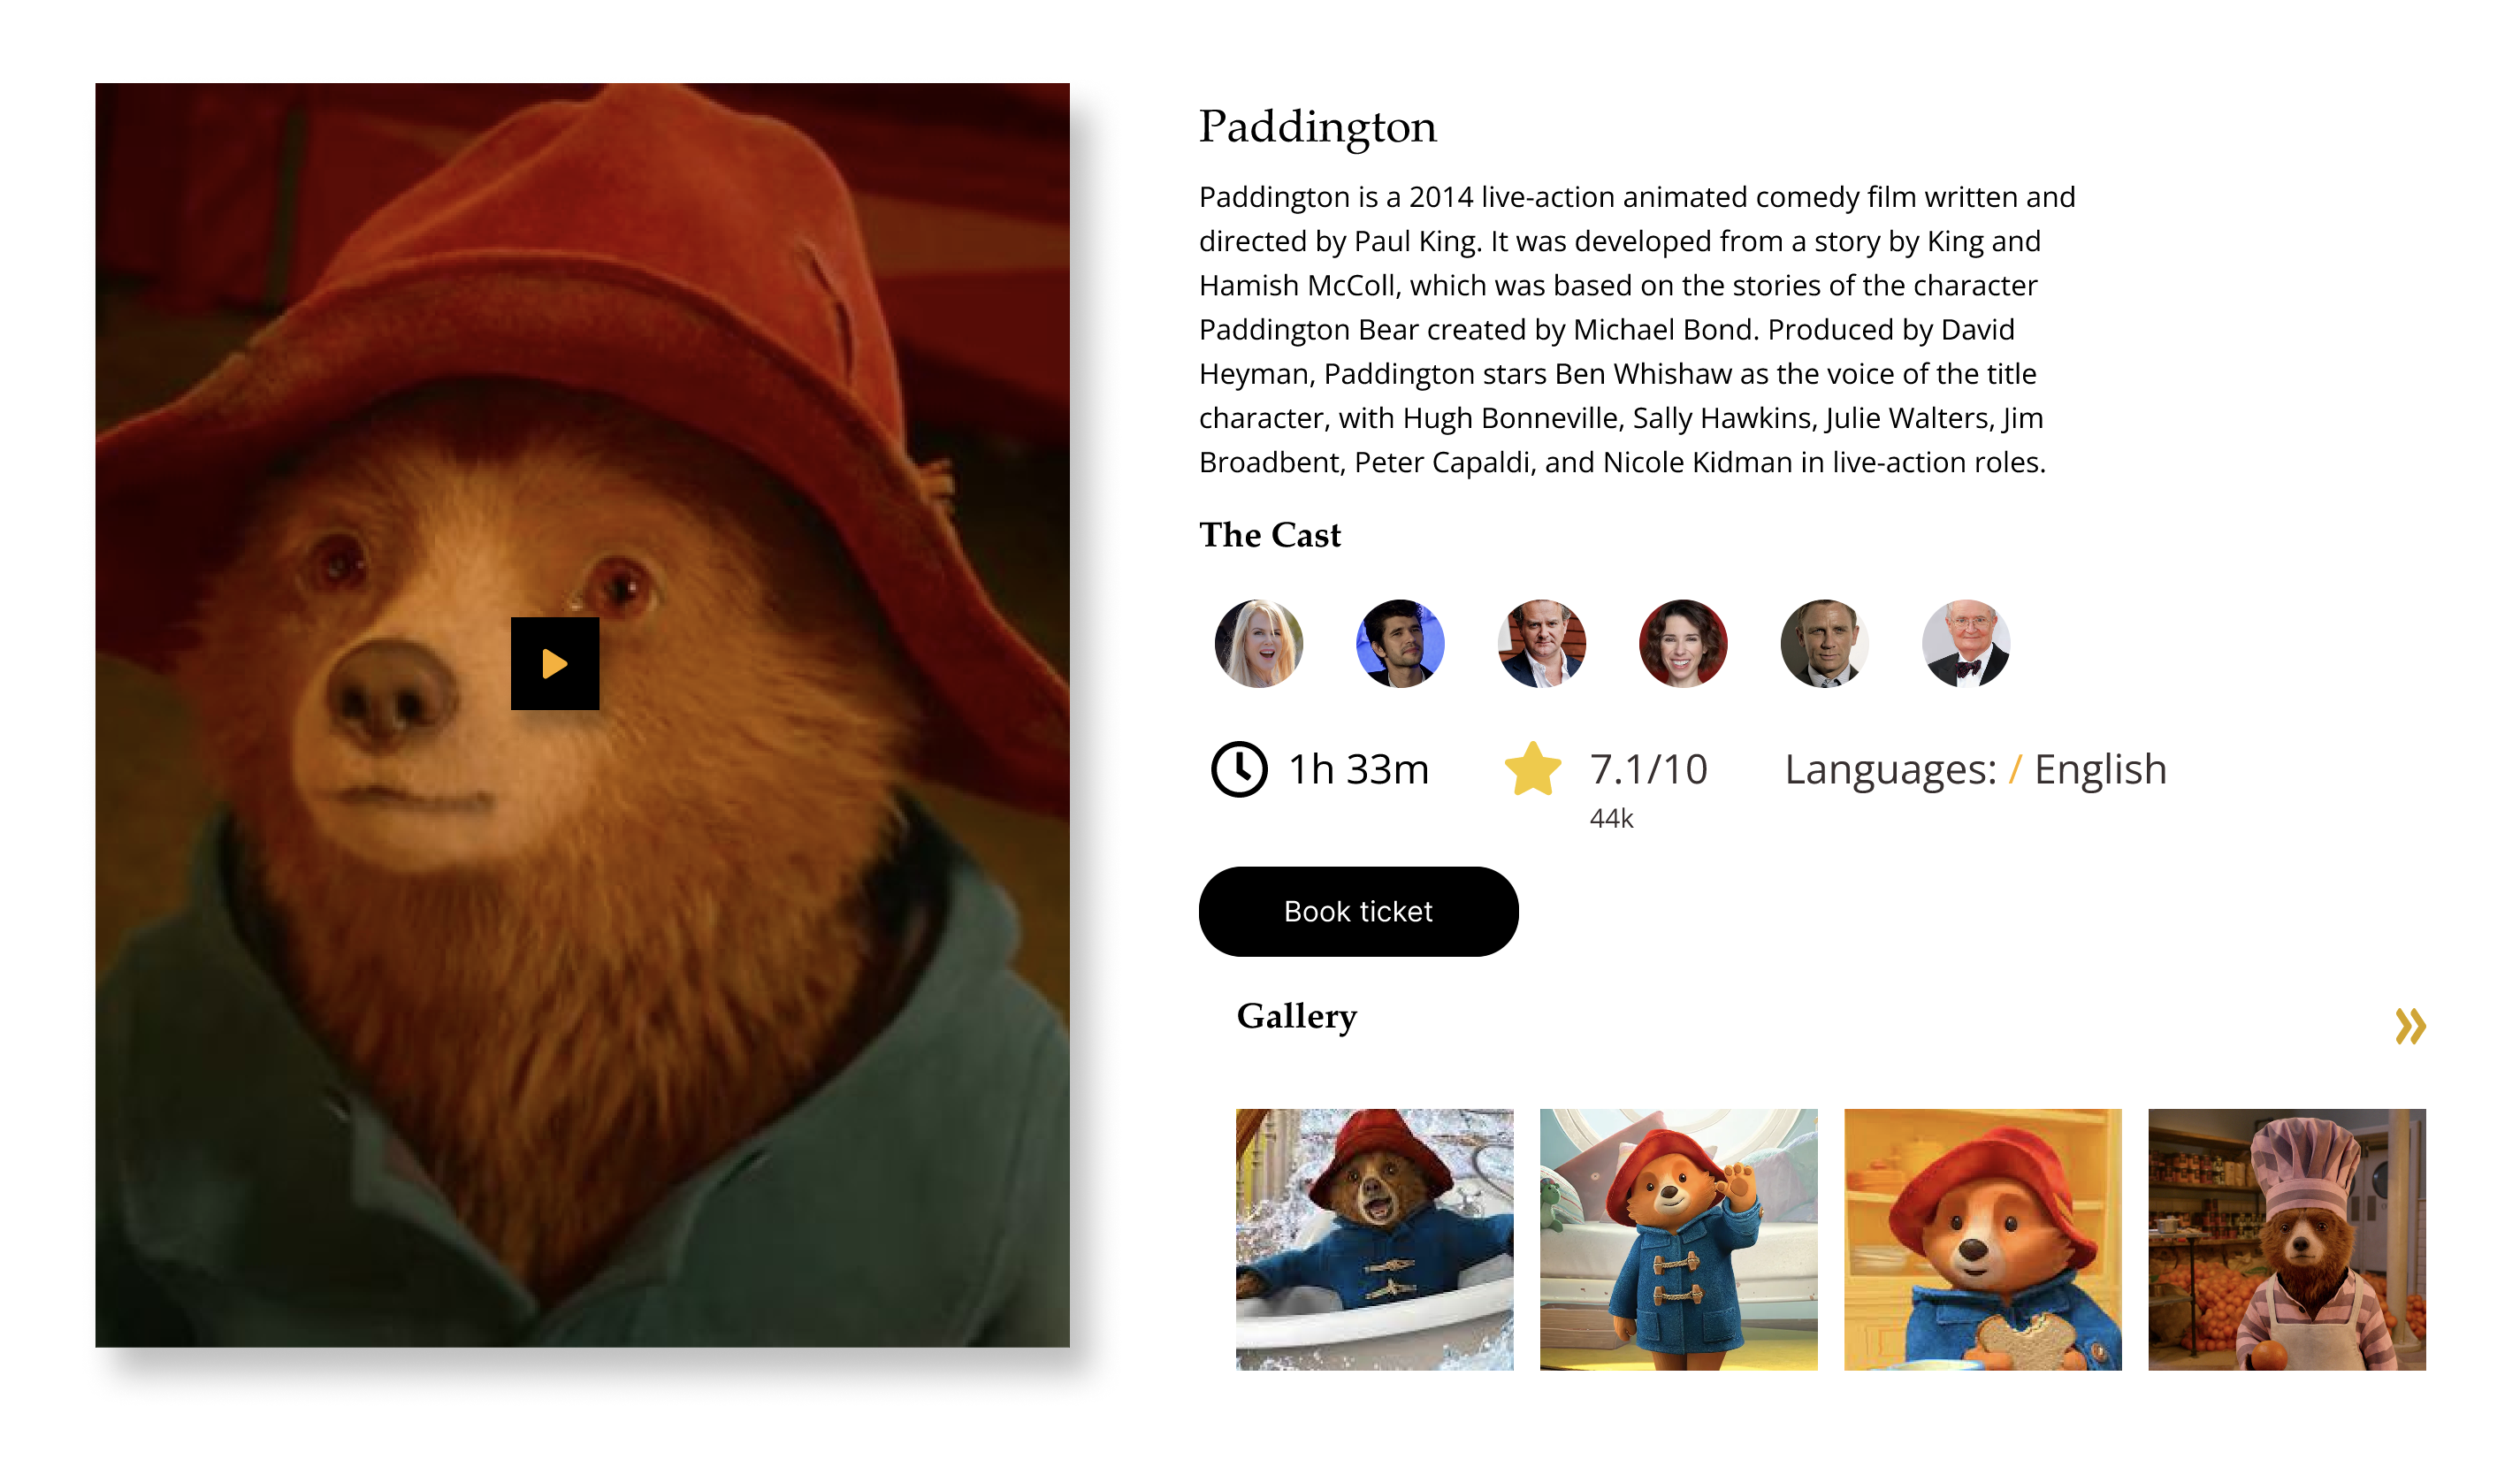 Paddington
Paddington is a 2014 live-action animated comedy film written and
directed by Paul King. It was developed from a story by King and
Hamish McColl, which was based on the stories of the character
Paddington Bear created by Michael Bond. Produced by David
Heyman, Paddington stars Ben Whishaw as the voice of the title
character, with Hugh Bonneville, Sally Hawkins, Julie Walters, Jim
Broadbent, Peter Capaldi, and Nicole Kidman in live-action roles.
The Cast
1h 33m 7.1/10 Languages: / English
44k
Book ticket
Gallery
»